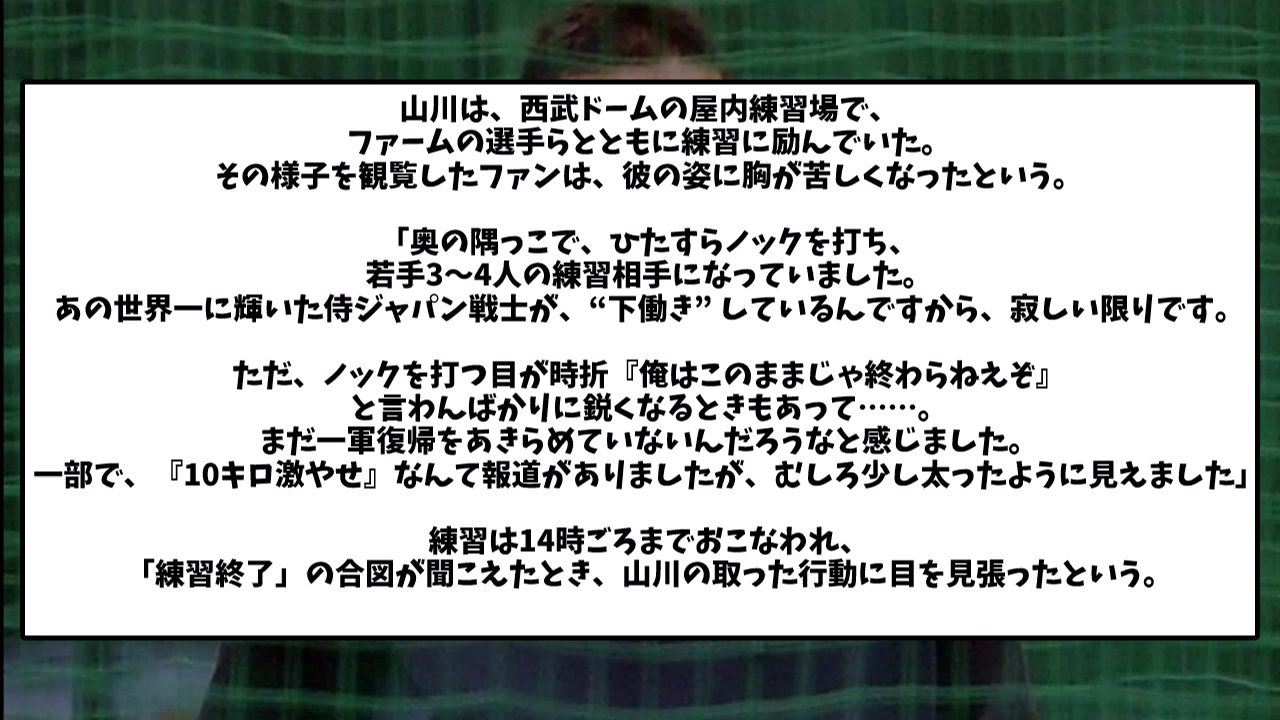 山川は、西武ドームの屋内練習場で、
ファームの選手らとともに練習に励んでいた。
その様子を観覧したファンは、彼の姿に胸が苦しくなったという。
「奥の隅っこで、ひたすらノックを打ち、
若手3～4人の練習相手になっていました。
あの世界一に輝いた侍ジャパン戦士が、“下働き” しているんですから、寂しい限りです。
ただ、ノックを打つ目が時折『俺はこのままじゃ終わらねえぞ』
と言わんばかりに鋭くなるときもあって……。
まだ一軍復帰をあきらめていないんだろうなと感じました。
一部で、『10キロ激やせ』なんて報道がありましたが、むしろ少し太ったように見えました」
練習は14時ごろまでおこなわれ、
「練習終了」の合図が聞こえたとき、山川の取った行動に目を見張ったという。